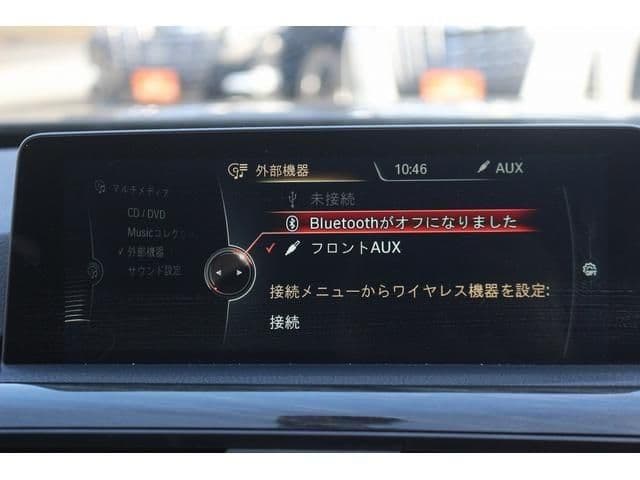 外部機器
10:46
AUX
マルチメディア
CD / DVD
Musicコレク
✓ 外部機器
サウンド設定
未接続
Bluetoothがオフになりました
✓ フロントAUX
接続メニューからワイヤレス機器を設定:
接続